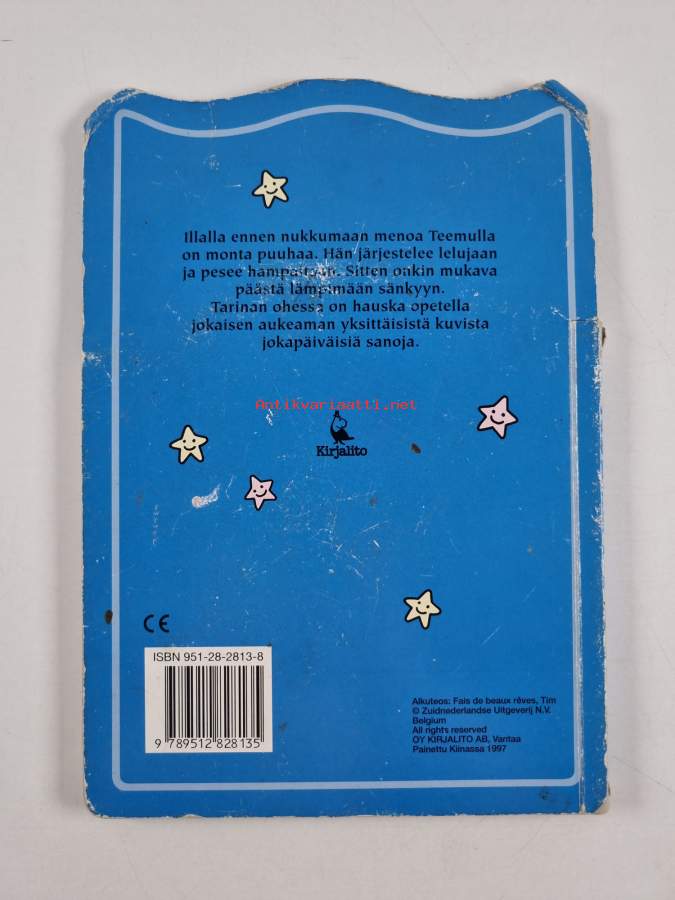 Illalla ennen nukkumaan menoa Teemulla
on monta puuhaa. Hän järjestelee lelujaan
ja pesee hampaitaan. Sitten onkin mukava
päästä lämpimään sänkyyn.
Tarinan ohessa on hauska opetella
jokaisen aukeaman yksittäisistä kuvista
jokapäiväisiä sanoja.
Antikvariaatti.net
Kirjalito
CE
ISBN 951-28-2813-8
9 789512 828135
Alkuteos: Fais de beaux rêves, Tim
© Zuidnederlandse Uitgeverij N.V.
Belgium
All rights reserved
OY KIRJALITO AB, Vantaa
Painettu Kiinassa 1997